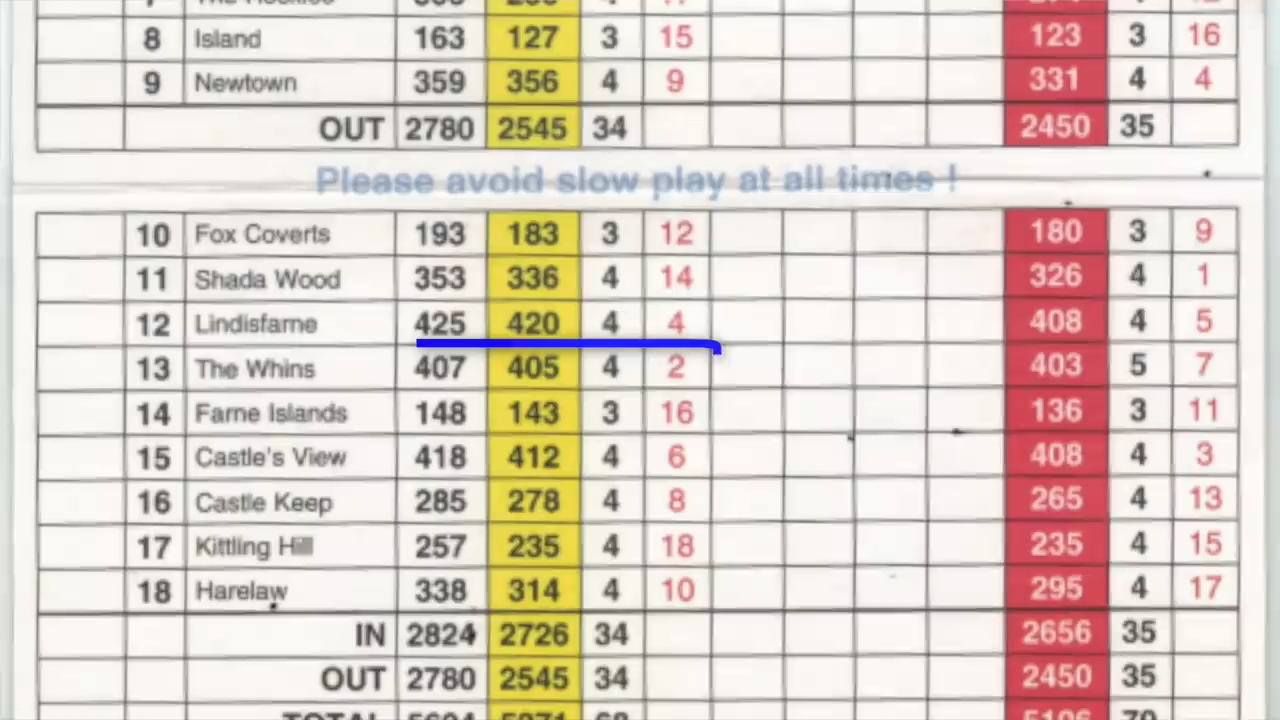 8 Island 163 127 3 15 123 3 16
9 Newtown 359 356 4 9 331 4 4
OUT 2780 2545 34 2450 35
Please avoid slow play at all times !
10 Fox Coverts 193 183 3 12 180 3 9
11 Shada Wood 353 336 4 14 326 4 1
12 Lindisfarne 425 420 4 4 408 4 5
13 The Whins 407 405 4 2 403 5 7
14 Farne Islands 148 143 3 16 136 3 11
15 Castle's View 418 412 4 6 408 4 3
16 Castle Keep 285 278 4 8 265 4 13
17 Kittling Hill 257 235 4 18 235 4 15
18 Harelaw 338 314 4 10 295 4 17
IN 2824 2726 34 2656 35
OUT 2780 2545 34 2450 35
TOTAL